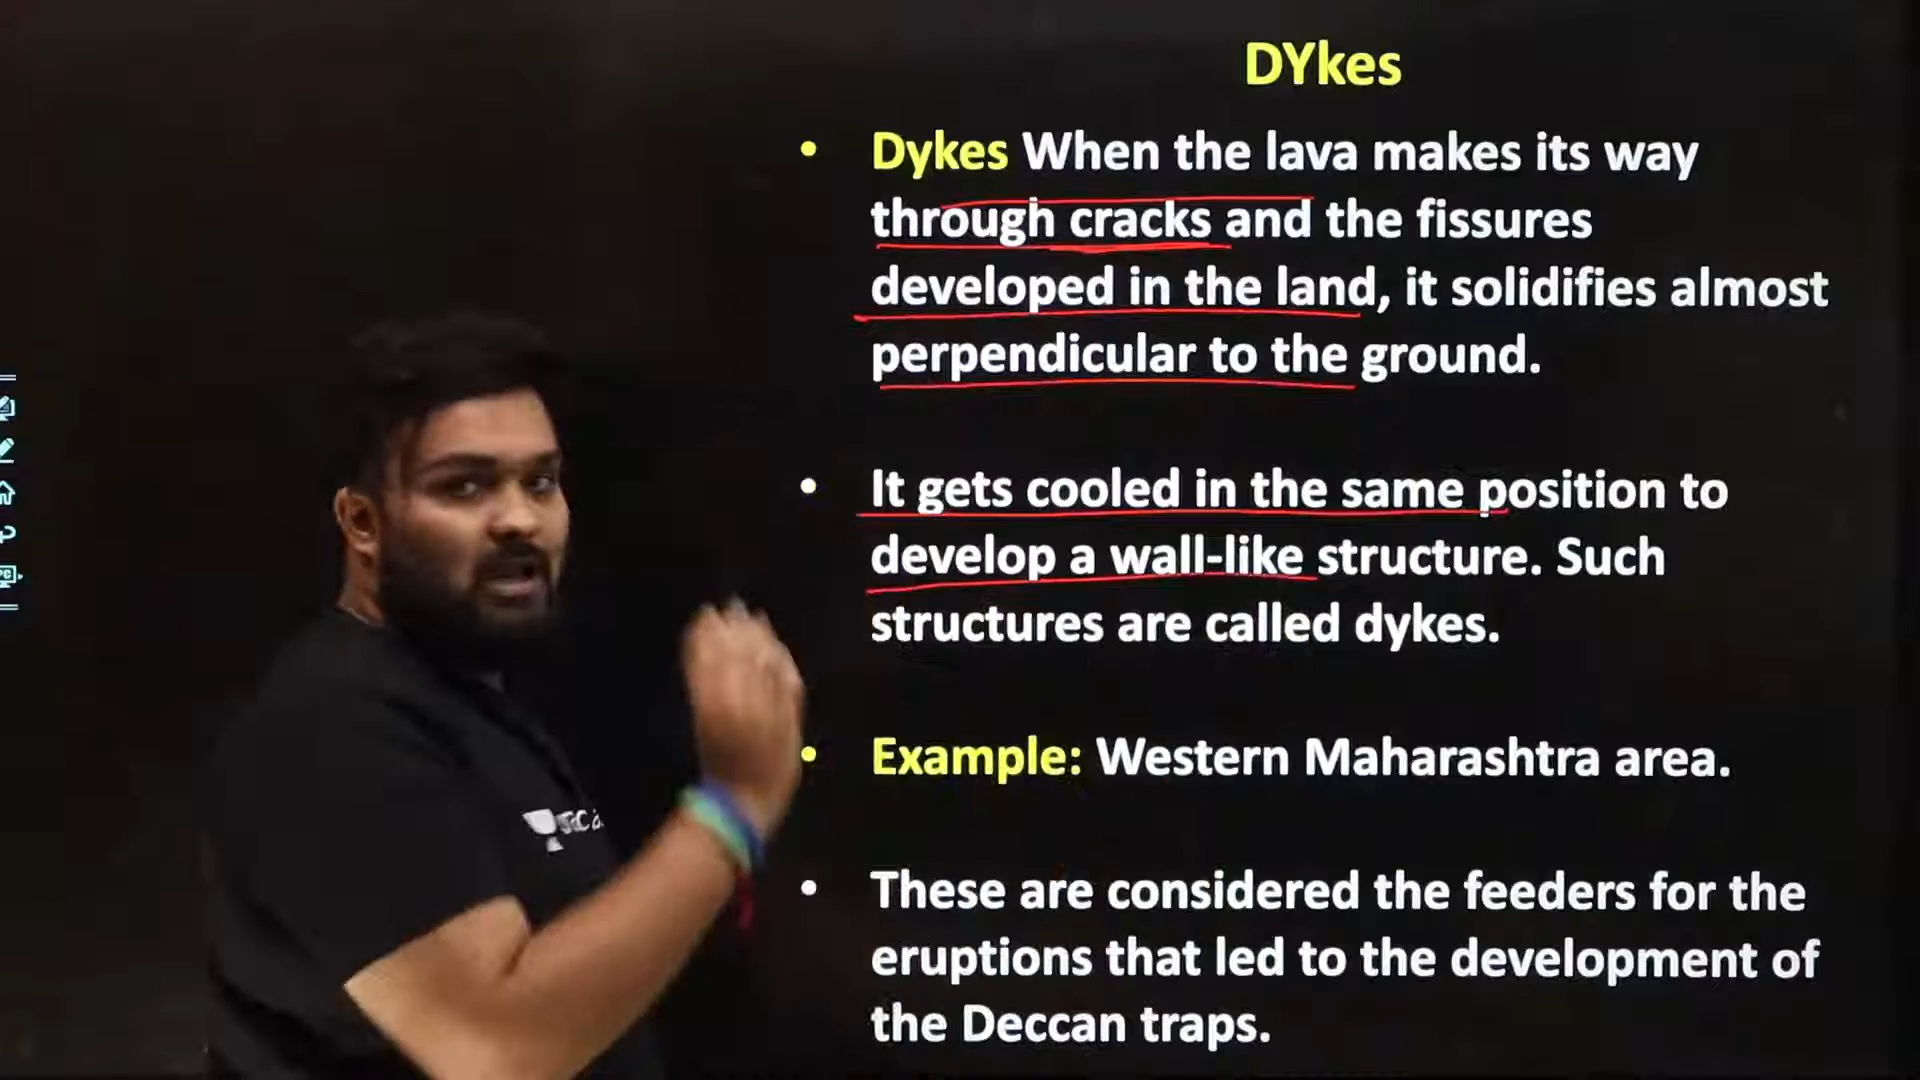 DYkes
• Dykes When the lava makes its way
through cracks and the fissures
developed in the land, it solidifies almost
perpendicular to the ground.
• It gets cooled in the same position to
develop a wall-like structure. Such
structures are called dykes.
• Example: Western Maharashtra area.
• These are considered the feeders for the
eruptions that led to the development of
the Deccan traps.